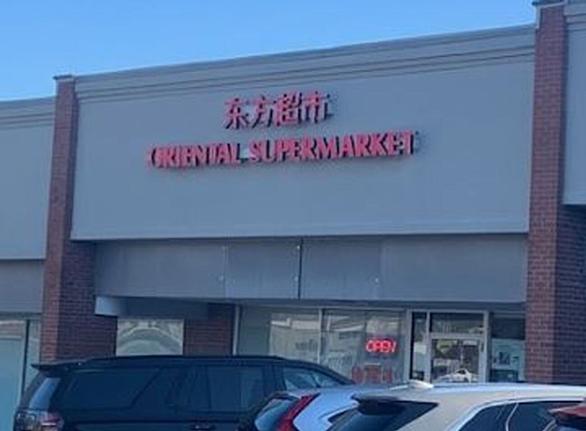 东方超市
ORIENTAL SUPERMARKET
OPEN